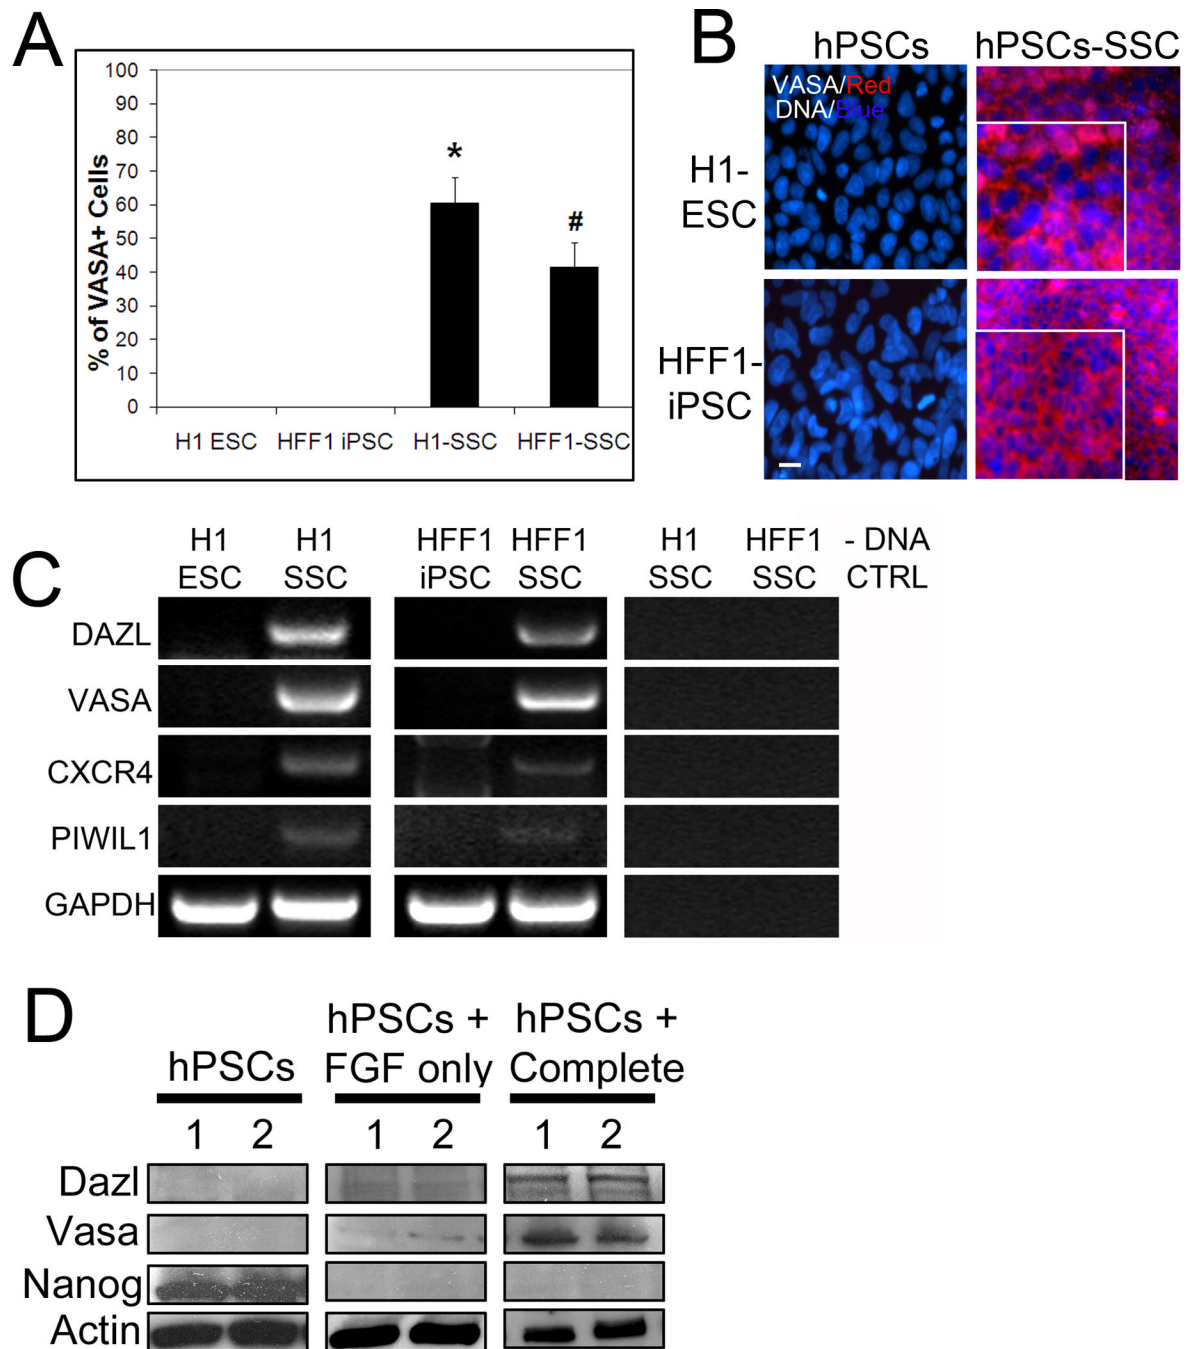 A
100
90
80
70
60
50
40
30
20
10
0
% of VASA+ Cells
*
#
H1 ESC HFF1 iPSC H1-SSC HFF1-SSC
B
hPSCs hPSCs-SSC
VASA/Red
DNA/Blue
H1-
ESC
HFF1-
iPSC
C
H1 H1 HFF1 HFF1 H1 HFF1 - DNA
ESC SSC iPSC SSC SSC SSC CTRL
DAZL
VASA
CXCR4
PIWIL1
GAPDH
D
hPSCs
hPSCs +
FGF only
hPSCs +
Complete
1 2 1 2 1 2
Dazl
Vasa
Nanog
Actin